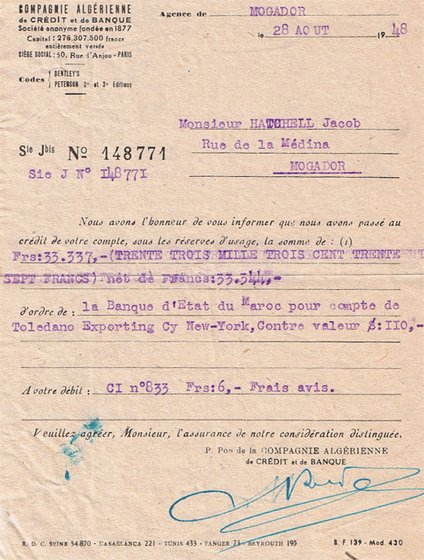 COMPAGNIE ALGÉRIENNE
DE CRÉDIT et de BANQUE
Société anonyme fondée en 1877
Capital : 278.307.500 francs
entièrement versés
SIÈGE SOCIAL : 50, Rue d'Anjou - PARIS
Codes
BENTLEY'S
PETERSON 2e et 3e Éditions
Agence de MOGADOR
le 28 AOUT 1948
Monsieur HATCHELL Jacob
Rue de la Médina
MOGADOR
Sie Jbis No 148771
Sie J N° 148771
Nous avons l'honneur de vous informer que nous avons passé au
crédit de votre compte, sous les réserves d'usage, la somme de : (1)
Frs:33.337,-(TRENTE TROIS MILLE TROIS CENT TRENTE
SEPT FRANCS) net de Francs:
d'ordre de : la Banque d'Etat du Maroc pour compte de
Toledano Exporting Cy New-York, Contre valeur $:110,-
A votre débit : CI n°833 Frs:6,- Frais avis.
Veuillez agréer, Monsieur, l'assurance de notre considération distinguée.
P. Pon de la COMPAGNIE ALGÉRIENNE
DE CRÉDIT et de BANQUE
R. D. C. SEINE 54.870 - CASABLANCA 221 - TUNIS 433 - TANGER 73 - BEYROUTH 195
B. F. 139 - Mod. 430